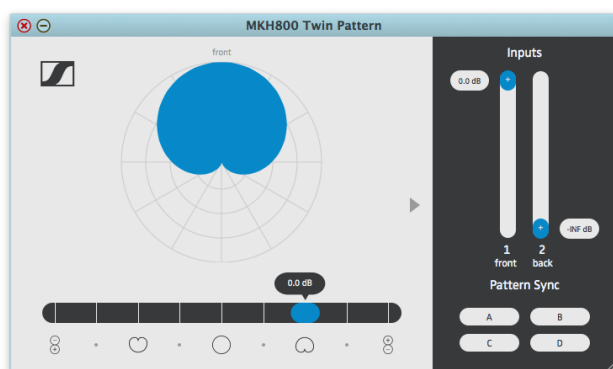 MKH800 Twin Pattern
front
Inputs
0.0 dB
-INF dB
1
front
2
back
0.0 dB
Pattern Sync
A
B
C
D